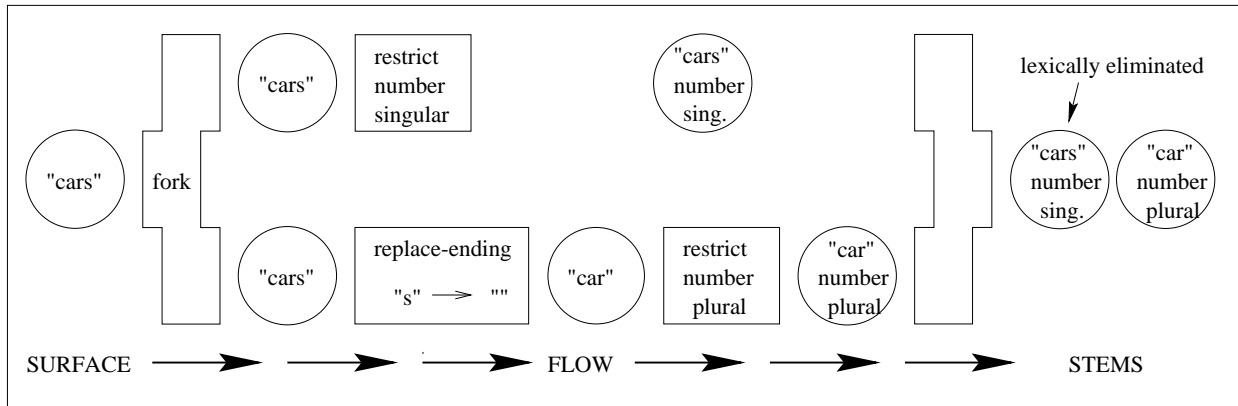 "cars"
fork
"cars"
restrict
number
singular
"cars"
number
sing.
"cars"
replace-ending
"s" → ""
"car"
restrict
number
plural
"car"
number
plural
lexically eliminated
"cars"
number
sing.
"car"
number
plural
SURFACE FLOW STEMS